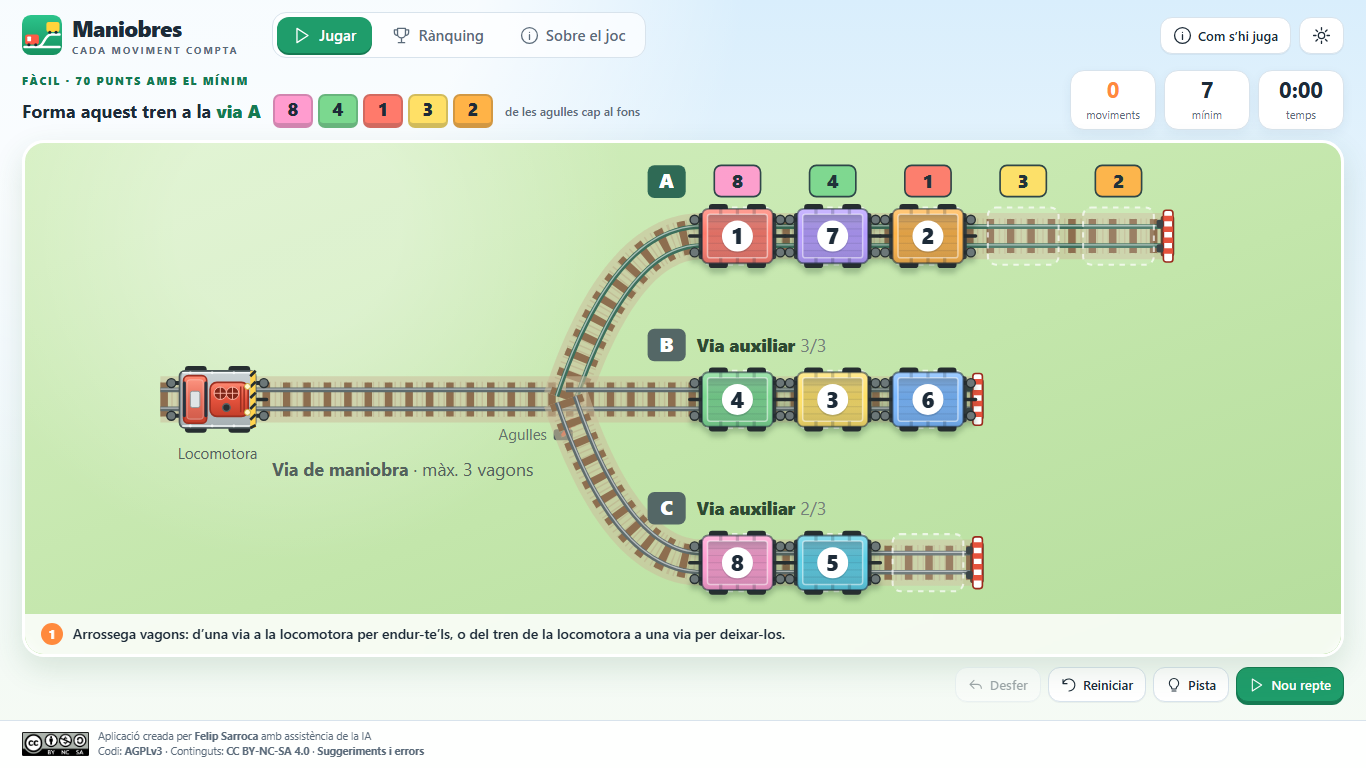 Maniobres
CADA MOVIMENT COMPTA
Jugar
Rànquing
Sobre el joc
Com s'hi juga
FÀCIL · 70 PUNTS AMB EL MÍNIM
Forma aquest tren a la via A 8 4 1 3 2 de les agulles cap al fons
0 moviments
7 mínim
0:00 temps
A 8 4 1 3 2
1 7 2
B Via auxiliar 3/3
4 3 6
Agulles
Locomotora
Via de maniobra · màx. 3 vagons
C Via auxiliar 2/3
8 5
1 Arrossega vagons: d'una via a la locomotora per endur-te'ls, o del tren de la locomotora a una via per deixar-los.
Desfer
Reiniciar
Pista
Nou repte
cc BY NC SA
Aplicació creada per Felip Sarroca amb assistència de la IA
Codi: AGPLv3 · Continguts: CC BY-NC-SA 4.0 · Suggeriments i errors